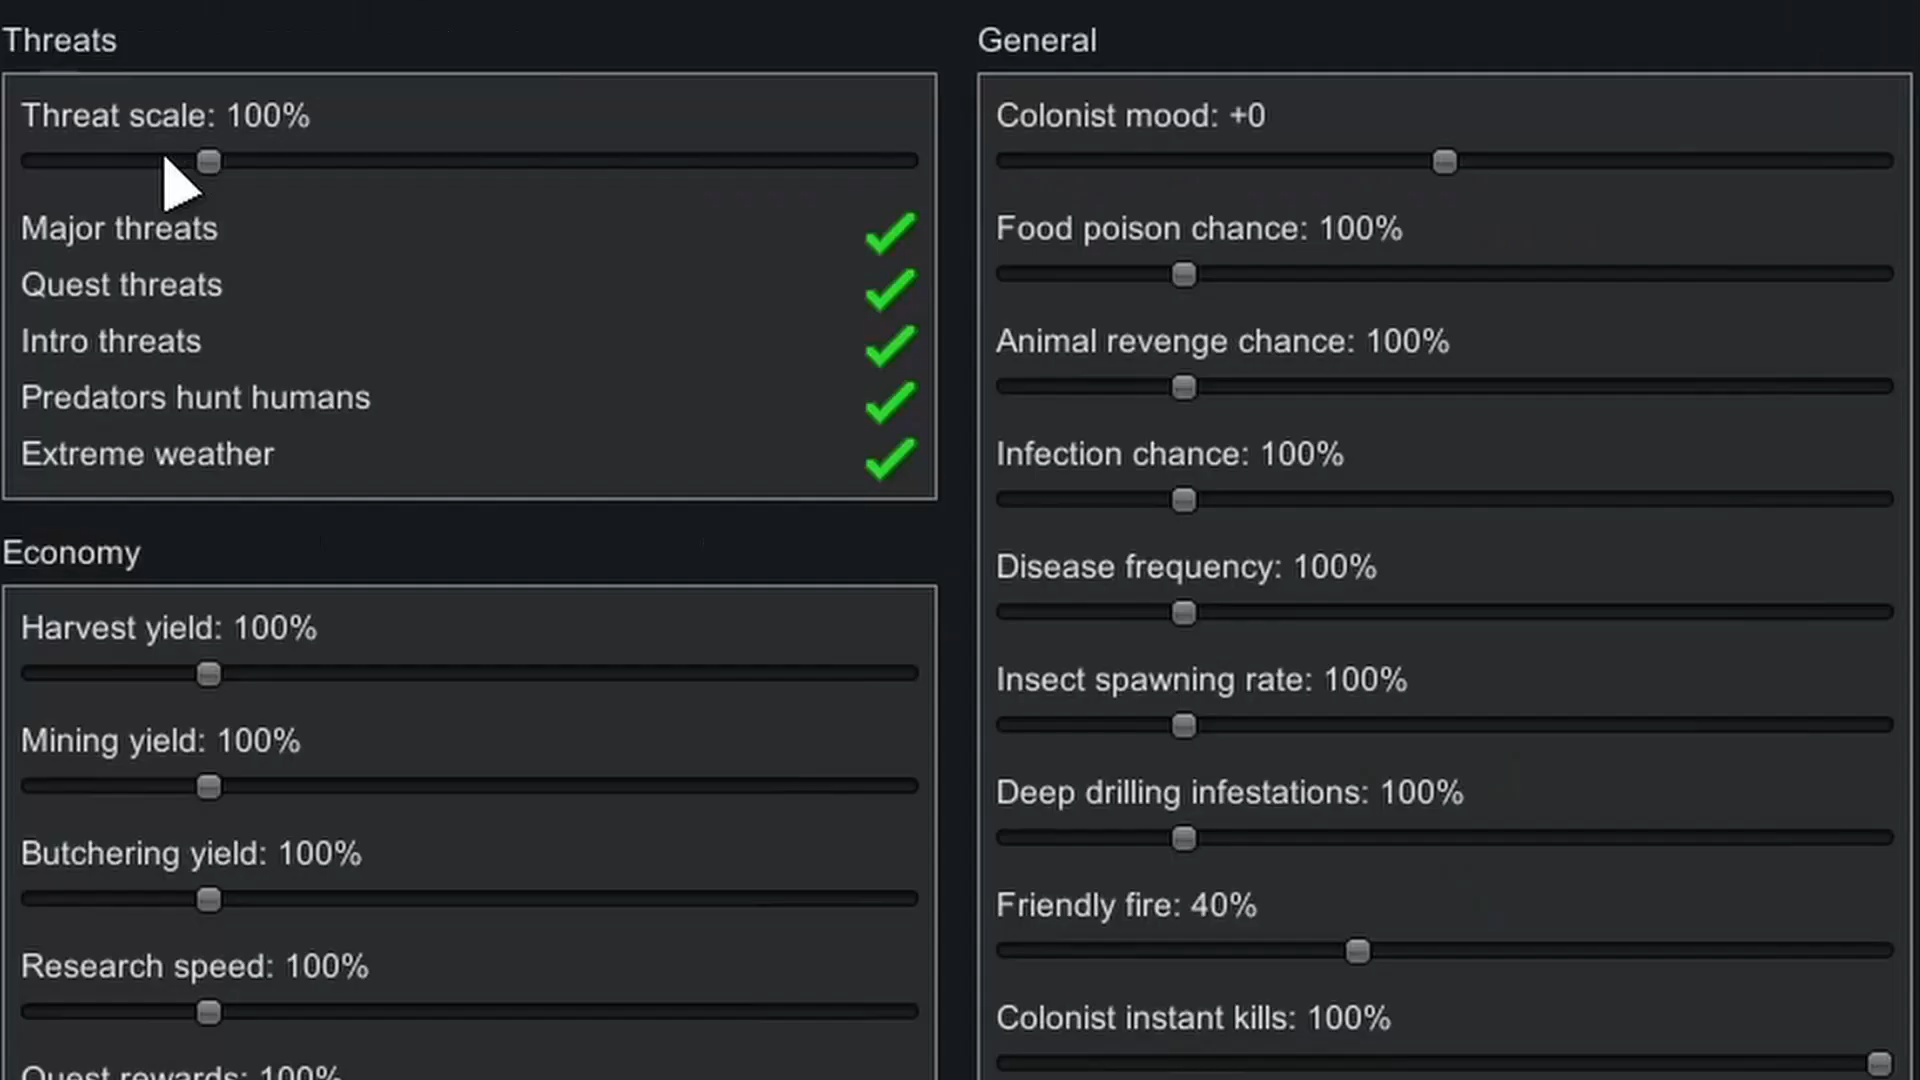 Threats
Threat scale: 100%
Major threats
Quest threats
Intro threats
Predators hunt humans
Extreme weather
Economy
Harvest yield: 100%
Mining yield: 100%
Butchering yield: 100%
Research speed: 100%
Quest rewards: 100%
General
Colonist mood: +0
Food poison chance: 100%
Animal revenge chance: 100%
Infection chance: 100%
Disease frequency: 100%
Insect spawning rate: 100%
Deep drilling infestations: 100%
Friendly fire: 40%
Colonist instant kills: 100%